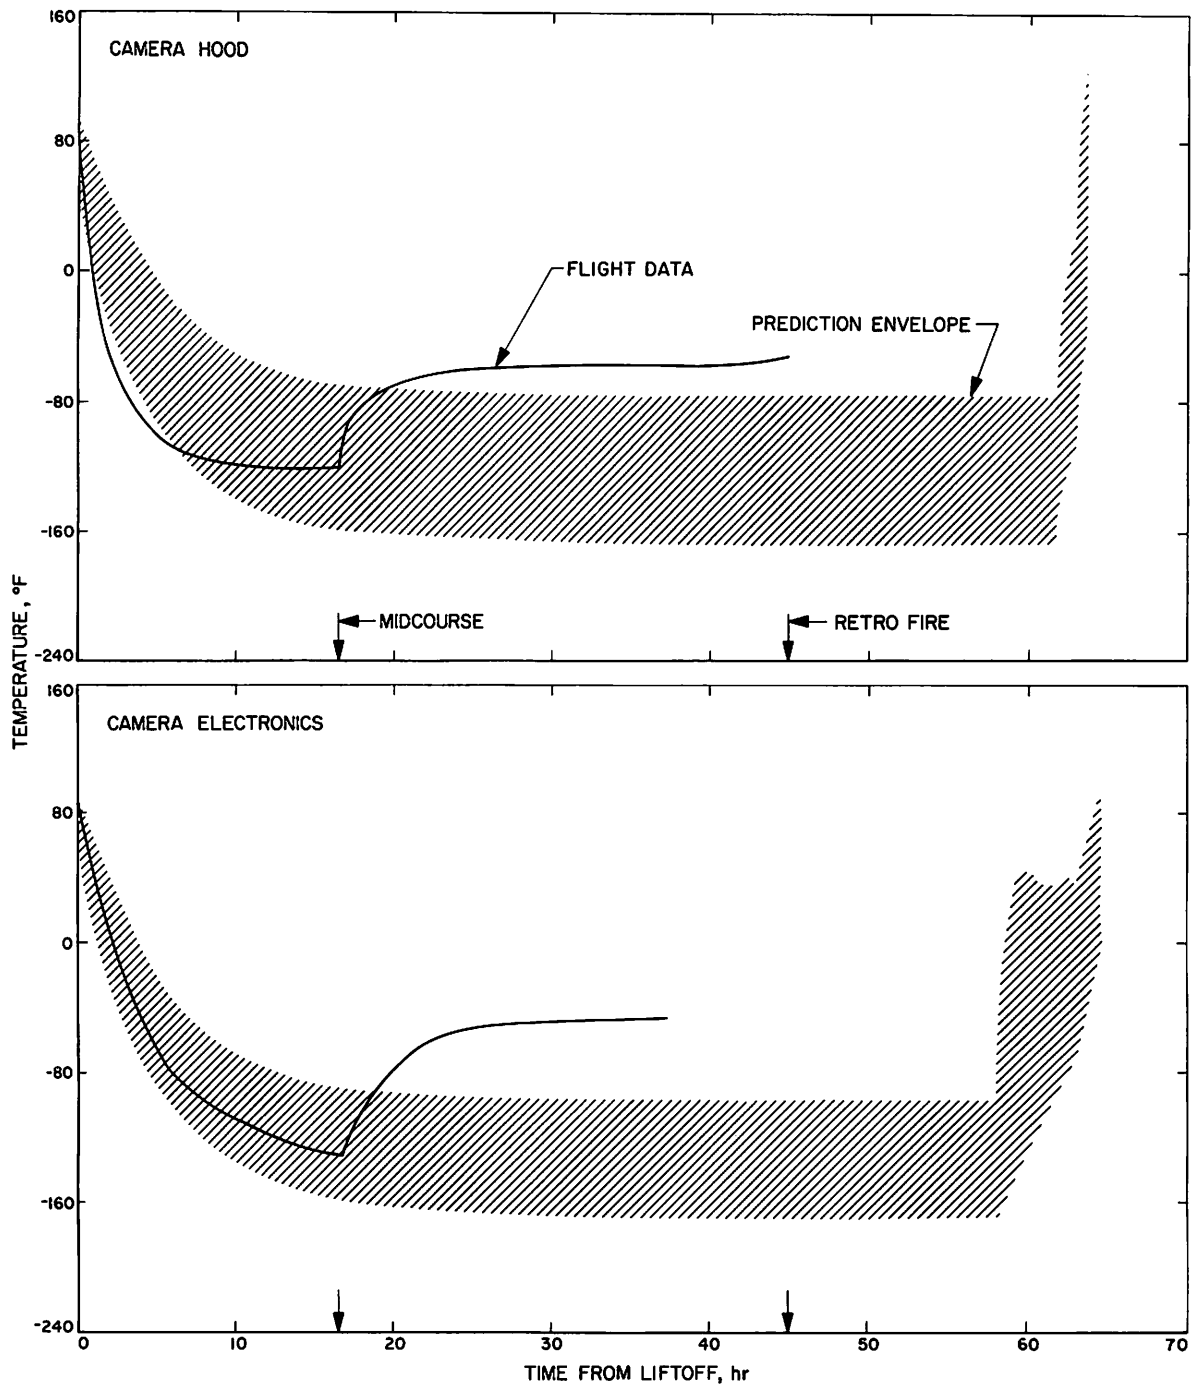 160
CAMERA HOOD
80
0
FLIGHT DATA
PREDICTION ENVELOPE
-80
-160
MIDCOURSE
RETRO FIRE
-240
TEMPERATURE, °F
160
CAMERA ELECTRONICS
80
0
-80
-160
-240
0 10 20 30 40 50 60 70
TIME FROM LIFTOFF, hr